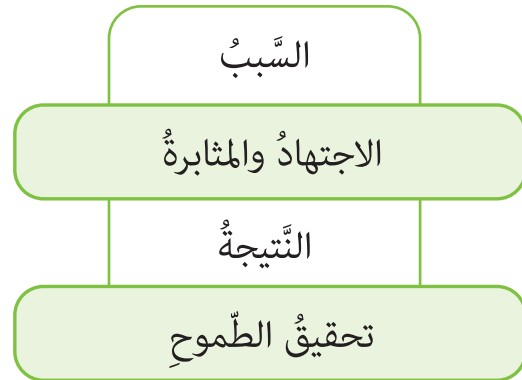 السَّببُ
الاجتهادُ والمثابرةُ
النَّتيجةُ
تحقيقُ الطّموحِ